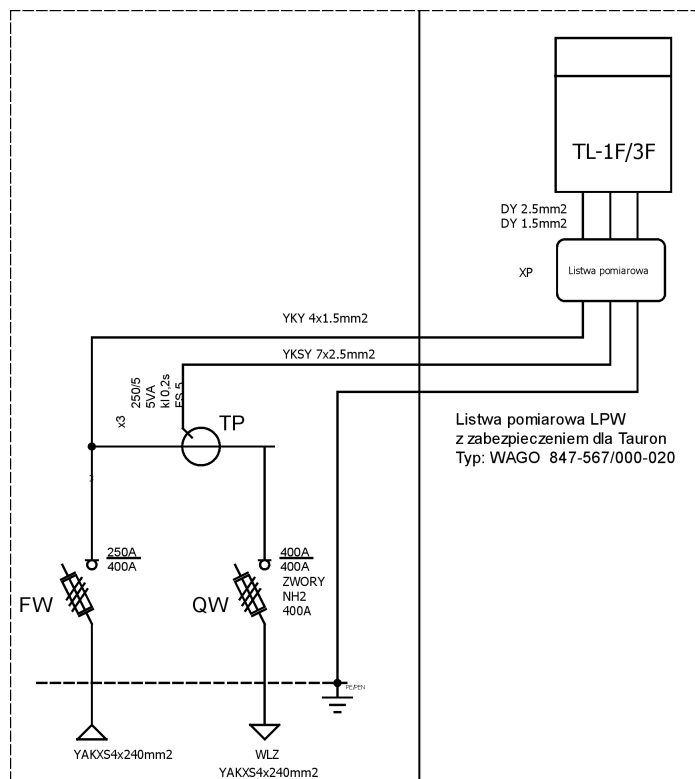 TL-1F/3F
DY 2.5mm2
DY 1.5mm2
XP
Listwa pomiarowa
YKY 4x1.5mm2
YKSY 7x2.5mm2
x3
250/5
5VA
kl 0,2s
FS 5
TP
Listwa pomiarowa LPW
z zabezpieczeniem dla Tauron
Typ: WAGO 847-567/000-020
250A
400A
FW
400A
400A
ZWORY
NH2
400A
QW
PE/PEN
YAKXS4x240mm2
WLZ
YAKXS4x240mm2